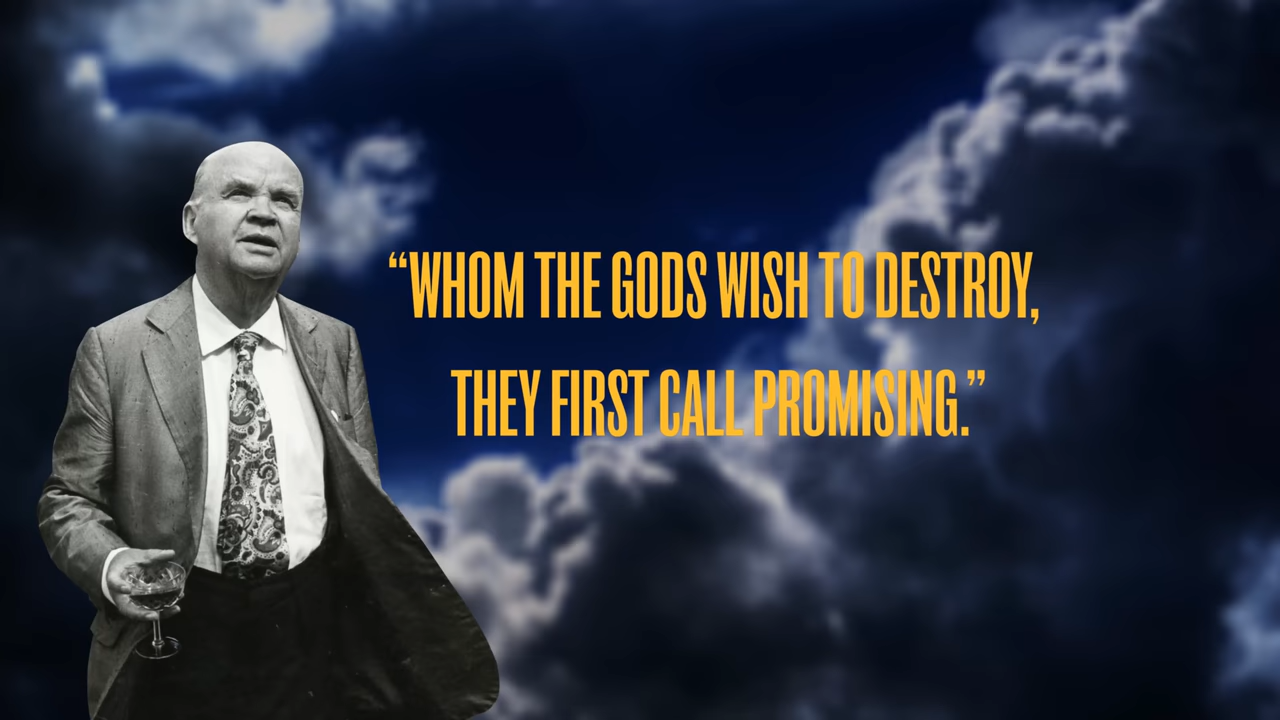 “WHOM THE GODS WISH TO DESTROY,
THEY FIRST CALL PROMISING.”